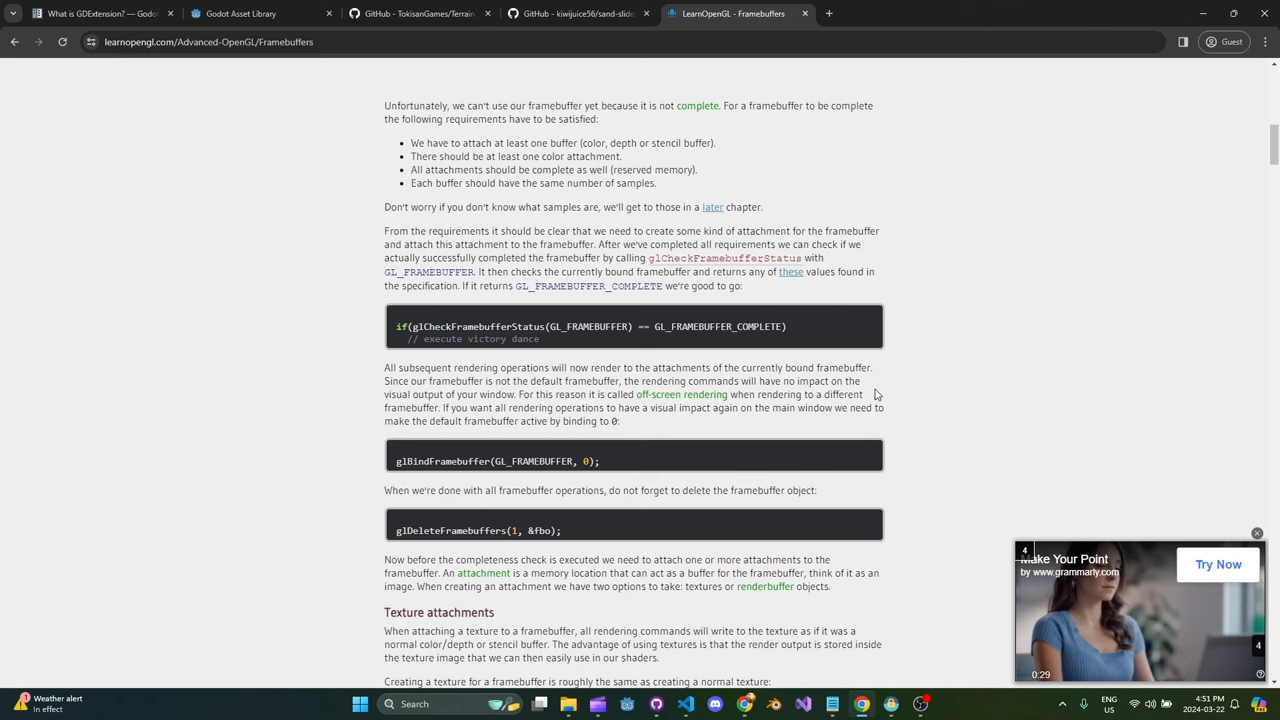 What is GDExtension? — Godot
Godot Asset Library
GitHub - TokisanGames/Terrain
GitHub - kiwijuice56/sand-slide
LearnOpenGL - Framebuffers
learnopengl.com/Advanced-OpenGL/Framebuffers
Guest
Unfortunately, we can't use our framebuffer yet because it is not complete. For a framebuffer to be complete
the following requirements have to be satisfied:
• We have to attach at least one buffer (color, depth or stencil buffer).
• There should be at least one color attachment.
• All attachments should be complete as well (reserved memory).
• Each buffer should have the same number of samples.
Don't worry if you don't know what samples are, we'll get to those in a later chapter.
From the requirements it should be clear that we need to create some kind of attachment for the framebuffer
and attach this attachment to the framebuffer. After we've completed all requirements we can check if we
actually successfully completed the framebuffer by calling glCheckFramebufferStatus with
GL_FRAMEBUFFER. It then checks the currently bound framebuffer and returns any of these values found in
the specification. If it returns GL_FRAMEBUFFER_COMPLETE we're good to go:
if(glCheckFramebufferStatus(GL_FRAMEBUFFER) == GL_FRAMEBUFFER_COMPLETE)
// execute victory dance
All subsequent rendering operations will now render to the attachments of the currently bound framebuffer.
Since our framebuffer is not the default framebuffer, the rendering commands will have no impact on the
visual output of your window. For this reason it is called off-screen rendering when rendering to a different
framebuffer. If you want all rendering operations to have a visual impact again on the main window we need to
make the default framebuffer active by binding to 0:
glBindFramebuffer(GL_FRAMEBUFFER, 0);
When we're done with all framebuffer operations, do not forget to delete the framebuffer object:
glDeleteFramebuffers(1, &fbo);
Now before the completeness check is executed we need to attach one or more attachments to the
framebuffer. An attachment is a memory location that can act as a buffer for the framebuffer, think of it as an
image. When creating an attachment we have two options to take: textures or renderbuffer objects.
Texture attachments
When attaching a texture to a framebuffer, all rendering commands will write to the texture as if it was a
normal color/depth or stencil buffer. The advantage of using textures is that the render output is stored inside
the texture image that we can then easily use in our shaders.
Creating a texture for a framebuffer is roughly the same as creating a normal texture:
4
Make Your Point
by www.grammarly.com
Try Now
4
0:29
1
Weather alert
In effect
Search
ENG
US
4:51 PM
2024-03-22